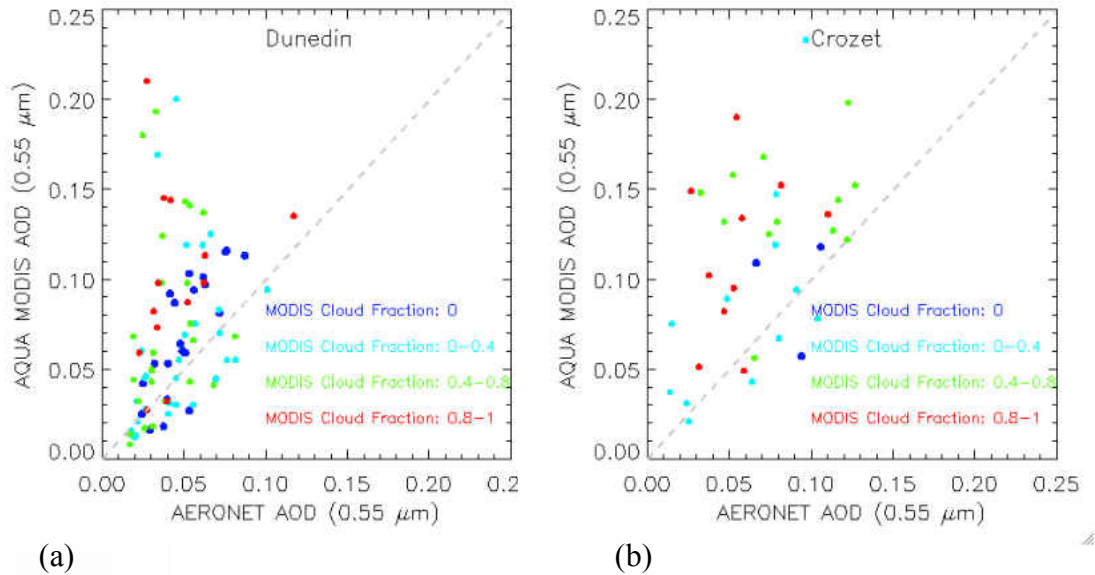 Dunedin
AQUA MODIS AOD (0.55 μm)
0.25
0.20
0.15
0.10
0.05
0.00
MODIS Cloud Fraction: 0
MODIS Cloud Fraction: 0-0.4
MODIS Cloud Fraction: 0.4-0.8
MODIS Cloud Fraction: 0.8-1
0.00 0.05 0.10 0.15 0.20 0.2
AERONET AOD (0.55 μm)
(a)
Crozet
AQUA MODIS AOD (0.55 μm)
0.25
0.20
0.15
0.10
0.05
0.00
MODIS Cloud Fraction: 0
MODIS Cloud Fraction: 0-0.4
MODIS Cloud Fraction: 0.4-0.8
MODIS Cloud Fraction: 0.8-1
0.00 0.05 0.10 0.15 0.20 0.25
AERONET AOD (0.55 μm)
(b)